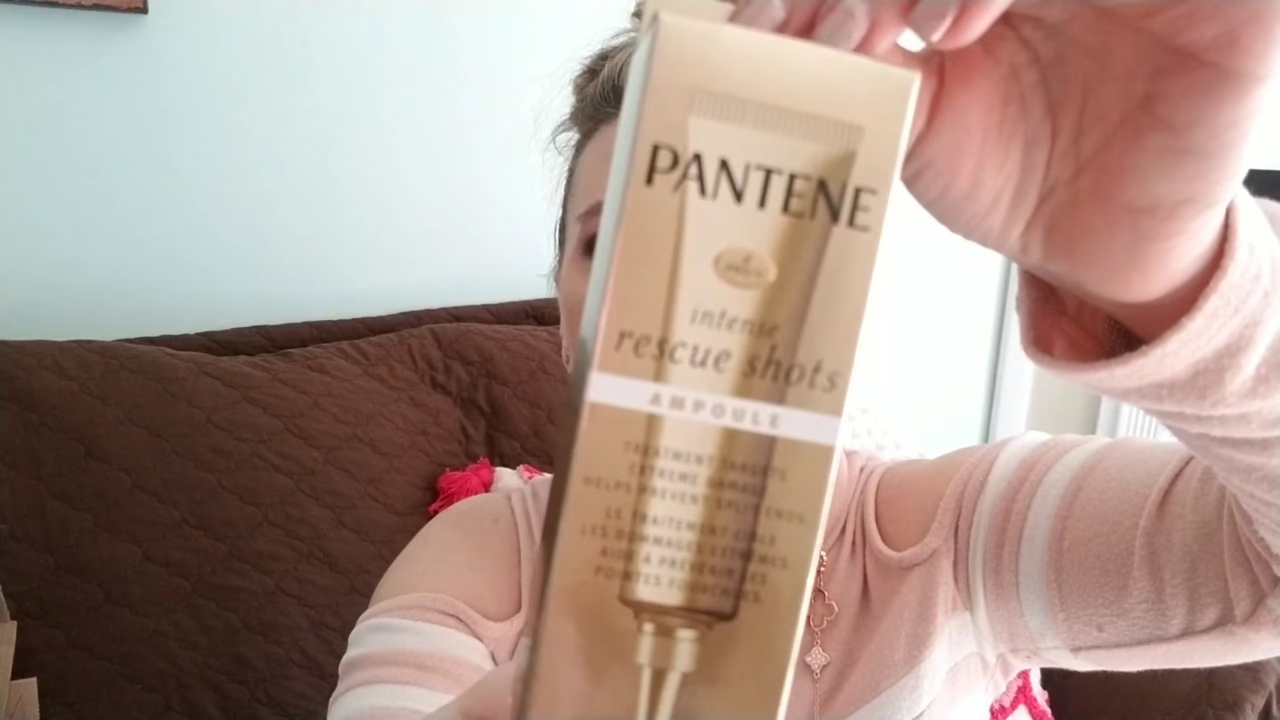 PANTENE
intense
rescue shots
AMPOULE
TREATMENT TARGETS
EXTREME DAMAGE
HELPS PREVENT SPLIT ENDS.
LE TRAITEMENT CIBLE
LES DOMMAGES EXTRÊMES.
AIDE À PRÉVENIR LES
POINTES FOURCHUES.